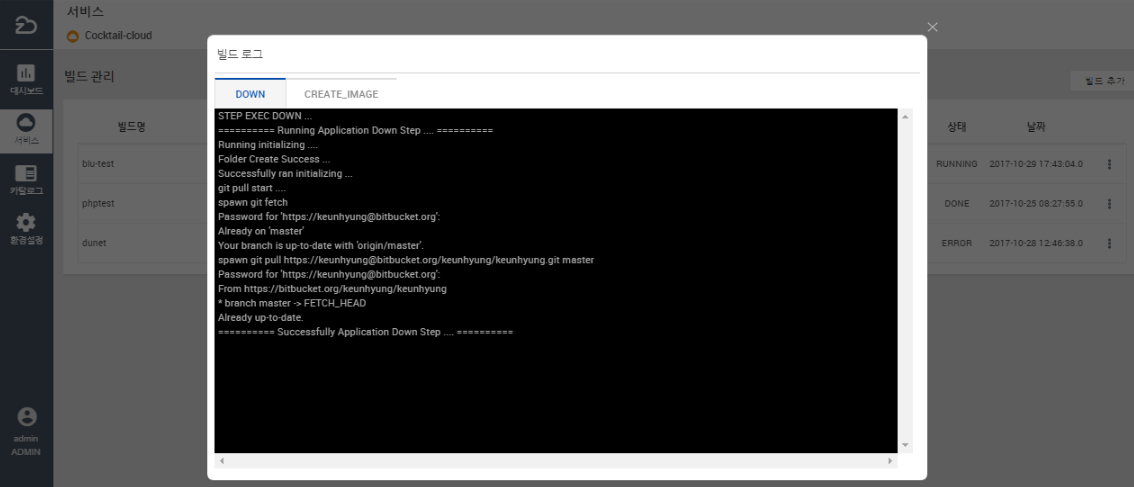 서비스
Cocktail-cloud
대시보드
서비스
카탈로그
환경설정
admin
ADMIN
빌드 관리
빌드 추가
빌드명
상태
날짜
blu-test
RUNNING
2017-10-29 17:43:04.0
phptest
DONE
2017-10-25 08:27:55.0
dunet
ERROR
2017-10-28 12:46:38.0
빌드 로그
DOWN
CREATE_IMAGE
STEP EXEC DOWN ...
========== Running Application Down Step .... ==========
Running initializing ....
Folder Create Success ...
Successfully ran initializing ...
git pull start ....
spawn git fetch
Password for 'https://keunhyung@bitbucket.org':
Already on 'master'
Your branch is up-to-date with 'origin/master'.
spawn git pull https://keunhyung@bitbucket.org/keunhyung/keunhyung.git master
Password for 'https://keunhyung@bitbucket.org':
From https://bitbucket.org/keunhyung/keunhyung
* branch master -> FETCH_HEAD
Already up-to-date.
========== Successfully Application Down Step .... ==========